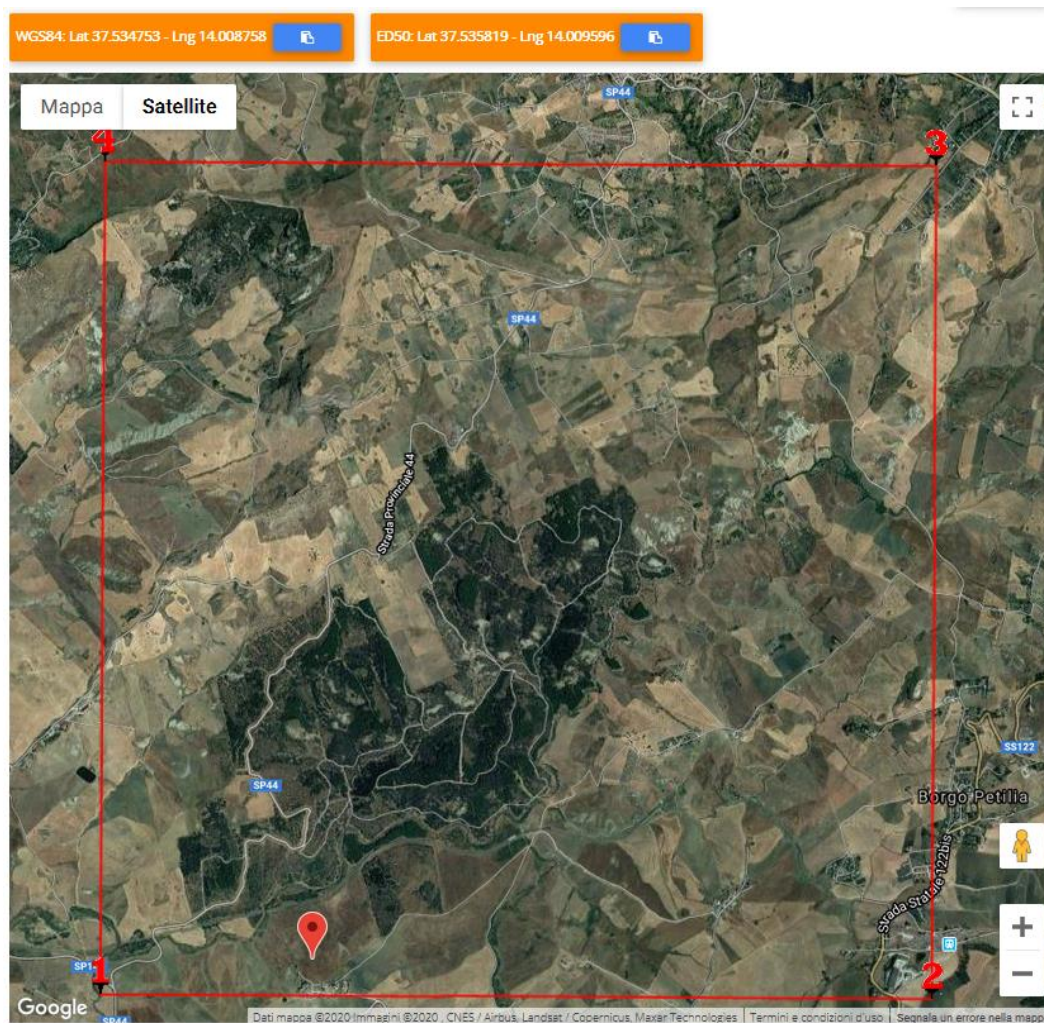 WGS84: Lat 37.534753 - Lng 14.008758
ED50: Lat 37.535819 - Lng 14.009596
Mappa
Satellite
SP44
4
3
SP44
Strada Provinciale 44
SS122
SP44
Borgo Petilia
Strada Statale 122bis
1
2
SP44
Google
Dati mappa ©2020 Immagini ©2020 , CNES / Airbus, Landsat / Copernicus, Maxar Technologies
Termini e condizioni d'uso
Segnala un errore nella mappa